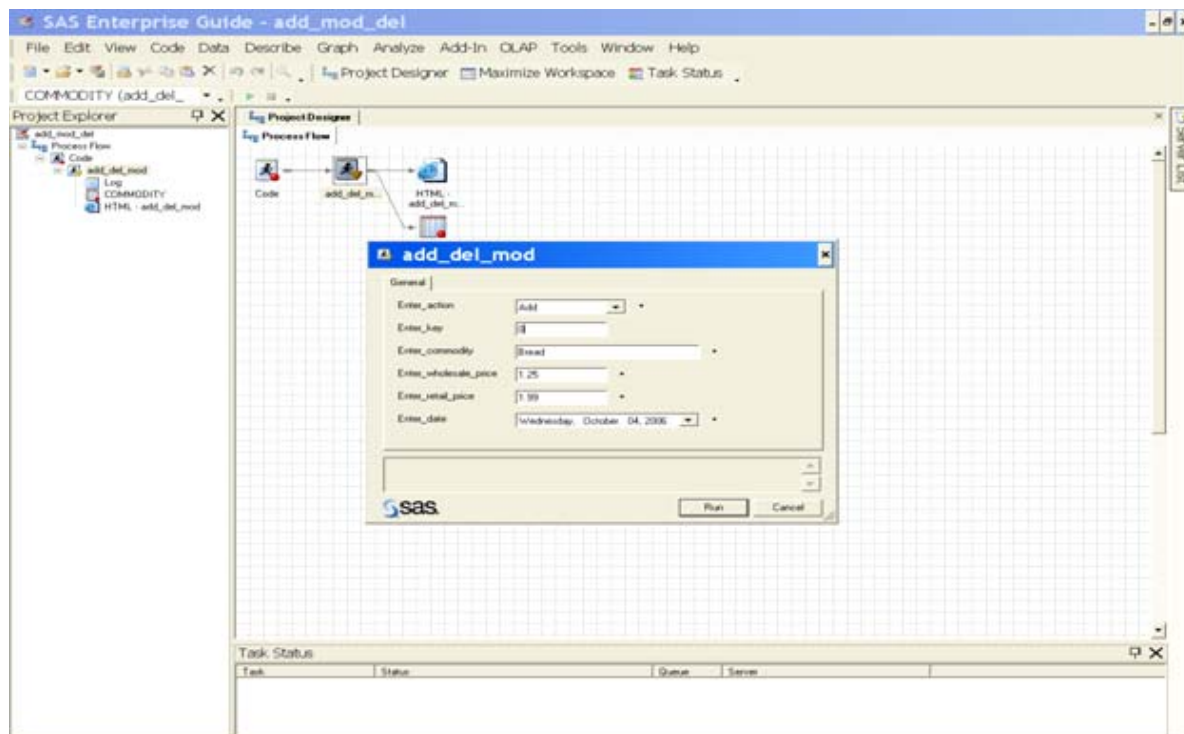 SAS Enterprise Guide - add_mod_del
File Edit View Code Data Describe Graph Analyze Add-In OLAP Tools Window Help
Project Designer Maximize Workspace Task Status
COMMODITY (add_del_
Project Explorer
add_mod_del
Process Flow
Code
add_del_mod
Log
COMMODITY
HTML - add_del_mod
Project Designer
Process Flow
Code
add_del_m...
HTML -
add_del_m...
Server List
add_del_mod
General
Enter_action Add
Enter_key 0
Enter_commodity Bread
Enter_wholesale_price 1.25
Enter_retail_price 1.99
Enter_date Wednesday, October 04, 2006
sas
Run Cancel
Task Status
Task Status Queue Server